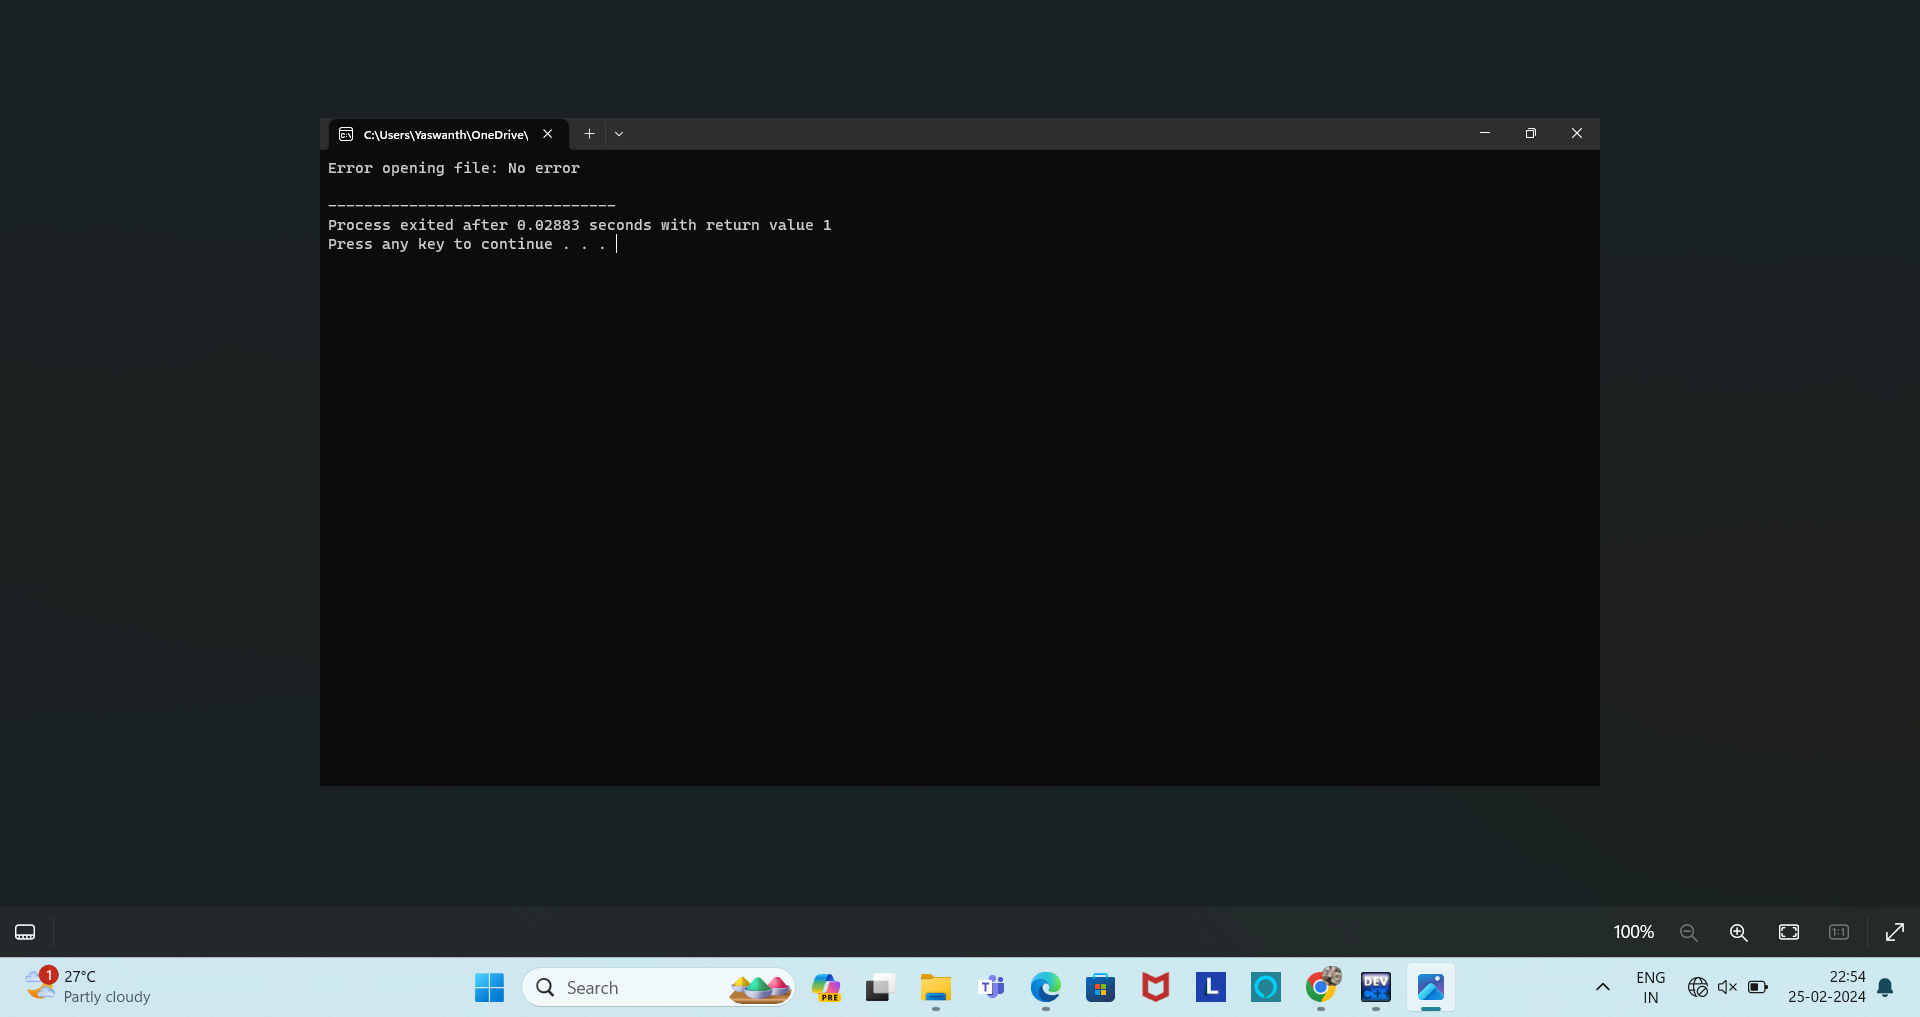 C:\Users\Yaswanth\OneDrive\
Error opening file: No error
--------------------------------
Process exited after 0.02883 seconds with return value 1
Press any key to continue . . .
100%
1:1
1
27°C
Partly cloudy
Search
PRE
T
L
DEV
C++
ENG
IN
22:54
25-02-2024